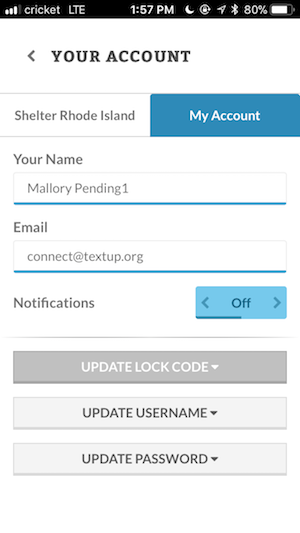 cricket LTE 1:57 PM 80%
YOUR ACCOUNT
Shelter Rhode Island My Account
Your Name
Mallory Pending1
Email
connect@textup.org
Notifications Off
UPDATE LOCK CODE
UPDATE USERNAME
UPDATE PASSWORD